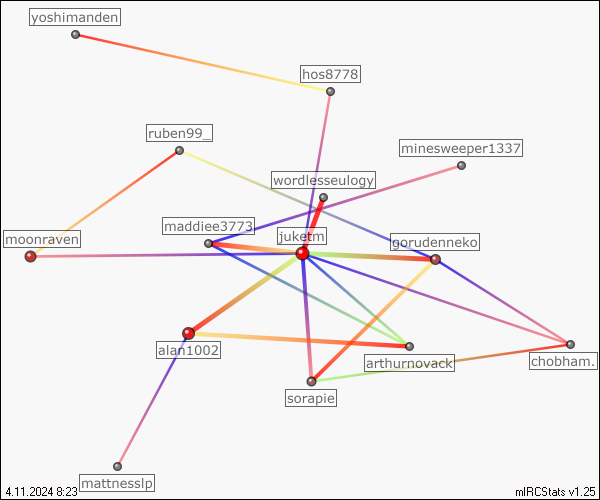 yoshimanden
hos8778
ruben99_
minesweeper1337
wordlesseulogy
maddiee3773
juketm
moonraven
gorudenneko
alan1002
arthurnovack
chobham.
sorapie
mattnesslp
4.11.2024 8:23
mIRCStats v1.25